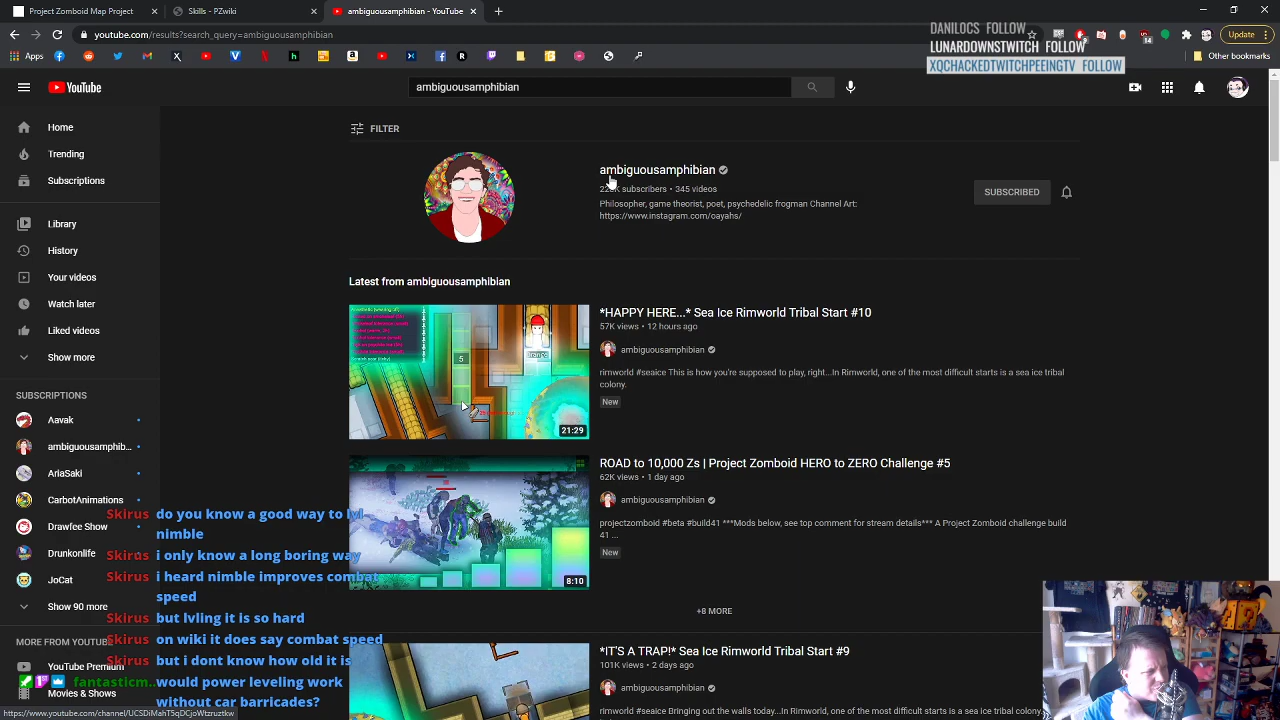 Project Zomboid Map Project
Skills - PZwiki
ambiguousamphibian - YouTube
youtube.com/results?search_query=ambiguousamphibian
Update
DANILOCS FOLLOW
LUNARDOWNSTWITCH FOLLOW
XQCHACKEDTWITCHPEEINGTV FOLLOW
Apps
Other bookmarks
YouTube
ambiguousamphibian
Home
Trending
Subscriptions
Library
History
Your videos
Watch later
Liked videos
Show more
SUBSCRIPTIONS
Aavak
ambiguousamphib...
AriaSaki
CarbotAnimations
Drawfee Show
Drunkonlife
JoCat
Show 90 more
MORE FROM YOUTUBE
YouTube Premium
Movies & Shows
FILTER
ambiguousamphibian
subscribers • 345 videos
Philosopher, game theorist, poet, psychedelic frogman Channel Art:
https://www.instagram.com/oayahs/
SUBSCRIBED
Latest from ambiguousamphibian
5
21:29
*HAPPY HERE...* Sea Ice Rimworld Tribal Start #10
57K views • 12 hours ago
ambiguousamphibian
rimworld #seaice This is how you're supposed to play, right...In Rimworld, one of the most difficult starts is a sea ice tribal
colony.
New
8:10
ROAD to 10,000 Zs | Project Zomboid HERO to ZERO Challenge #5
62K views • 1 day ago
ambiguousamphibian
projectzomboid #beta #build41 ***Mods below, see top comment for stream details*** A Project Zomboid challenge build
41 ...
New
+8 MORE
*IT'S A TRAP!* Sea Ice Rimworld Tribal Start #9
101K views • 2 days ago
ambiguousamphibian
rimworld #seaice Bringing out the walls today...In Rimworld, one of the most difficult starts is a sea ice tribal
Skirus do you know a good way to lvl
nimble
Skirus i only know a long boring way
Skirus i heard nimble improves combat
speed
Skirus but lvling it is so hard
Skirus on wiki it does say combat speed
Skirus but i dont know how old it is
fantasticm... would power leveling work
without car barricades?
https://www.youtube.com/channel/UCSDiMahT5qDCjoWtzruztkw